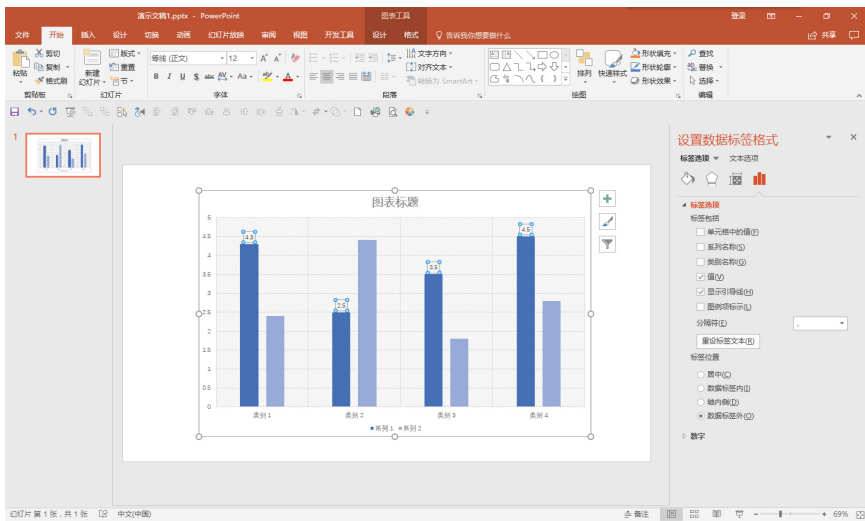 演示文稿1.pptx - PowerPoint
图表工具
登录
文件 开始 插入 设计 切换 动画 幻灯片放映 审阅 视图 开发工具 设计 格式 告诉我你想要做什么 共享
剪切
复制
格式刷
粘贴
剪贴板
新建
幻灯片
版式
重置
节
幻灯片
等线 (正文) 12
B I U S abc AV Aa A
字体
文字方向
对齐文本
转换为 SmartArt
段落
排列 快速样式
形状填充
形状轮廓
形状效果
绘图
查找
替换
选择
编辑
1
图表标题
5
4.5
4
3.5
3
2.5
2
1.5
1
0.5
0
4.3
2.5
3.5
4.5
类别 1 类别 2 类别 3 类别 4
系列 1 系列 2
设置数据标签格式
标签选项 文本选项
标签选项
标签包括
单元格中的值(F)
系列名称(S)
类别名称(G)
值(V)
显示引导线(H)
图例项标示(L)
分隔符(E) ,
重设标签文本(R)
标签位置
居中(C)
数据标签内(I)
轴内侧(D)
数据标签外(O)
数字
幻灯片 第 1 张，共 1 张 中文(中国) 备注 69%